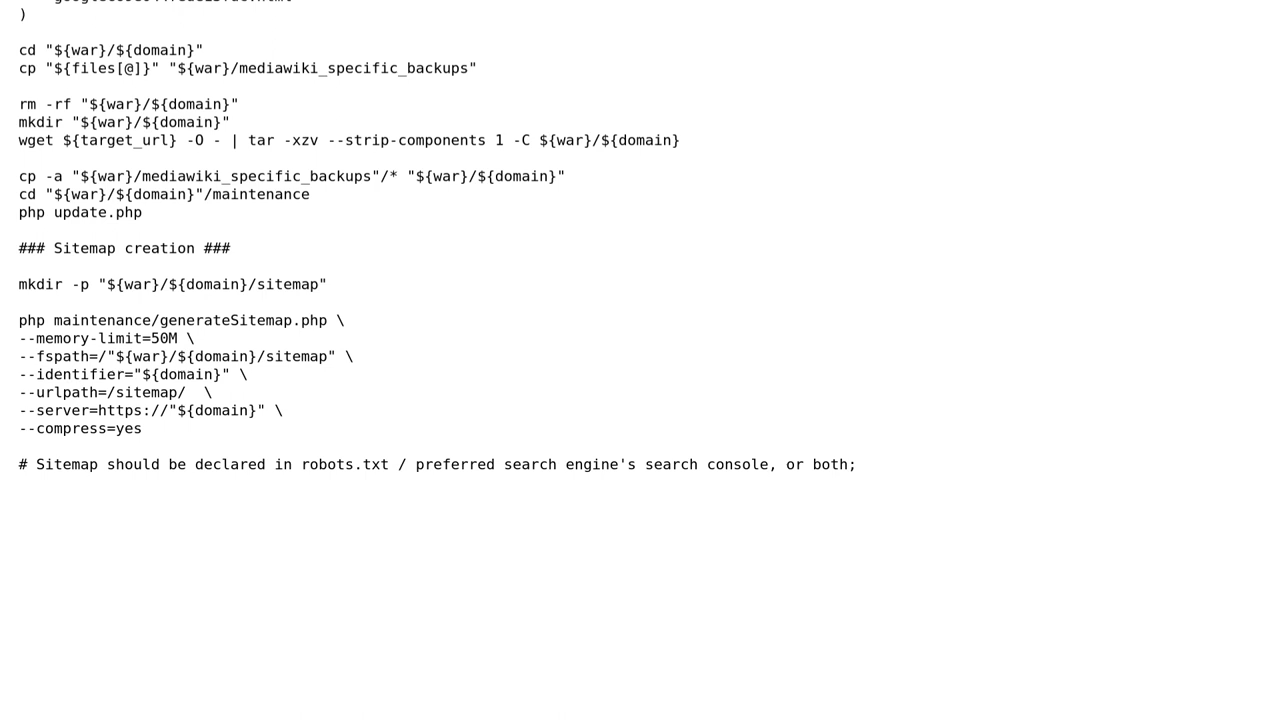 )
cd "${war}/${domain}"
cp "${files[@]}" "${war}/mediawiki_specific_backups"
rm -rf "${war}/${domain}"
mkdir "${war}/${domain}"
wget ${target_url} -O - | tar -xzv --strip-components 1 -C ${war}/${domain}
cp -a "${war}/mediawiki_specific_backups"/* "${war}/${domain}"
cd "${war}/${domain}"/maintenance
php update.php
### Sitemap creation ###
mkdir -p "${war}/${domain}/sitemap"
php maintenance/generateSitemap.php \
--memory-limit=50M \
--fspath=/"${war}/${domain}/sitemap" \
--identifier="${domain}" \
--urlpath=/sitemap/  \
--server=https://"${domain}" \
--compress=yes
# Sitemap should be declared in robots.txt / preferred search engine's search console, or both;